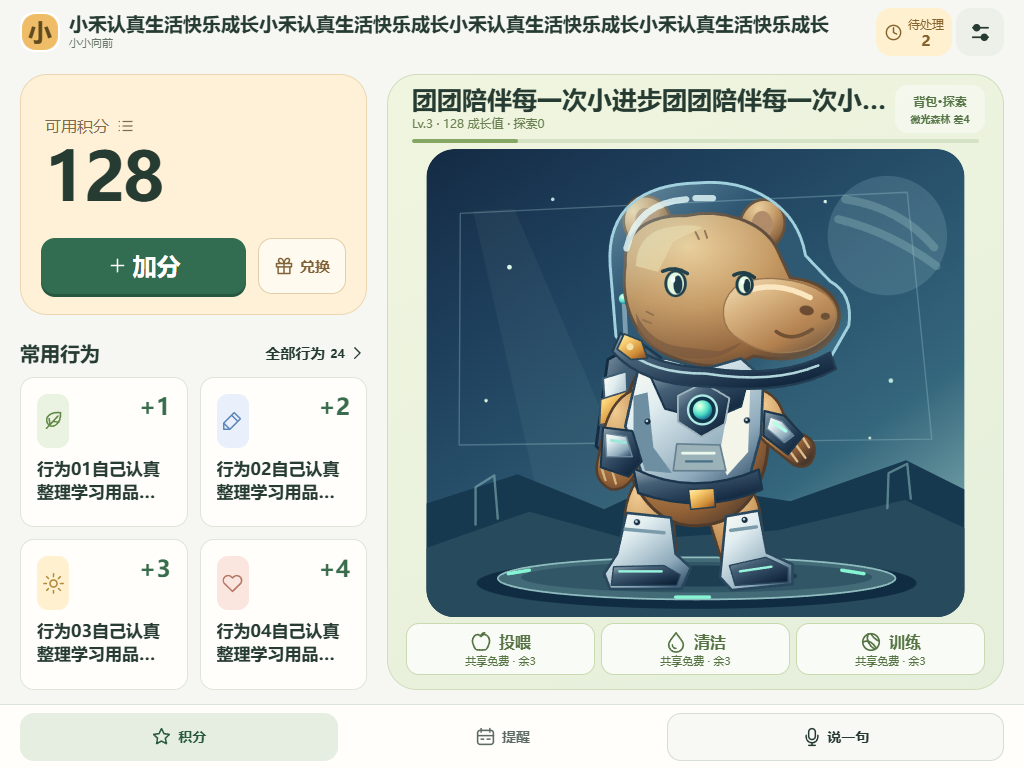 小
小禾认真生活快乐成长小禾认真生活快乐成长小禾认真生活快乐成长小禾认真生活快乐成长
小小向前
待处理
2
可用积分
128
+ 加分
兑换
常用行为
全部行为 24
+1
行为01自己认真
整理学习用品...
+2
行为02自己认真
整理学习用品...
+3
行为03自己认真
整理学习用品...
+4
行为04自己认真
整理学习用品...
团团陪伴每一次小进步团团陪伴每一次小...
Lv.3 · 128 成长值 · 探索0
背包•探索
微光森林 差4
投喂
共享免费 · 余3
清洁
共享免费 · 余3
训练
共享免费 · 余3
积分
提醒
说一句